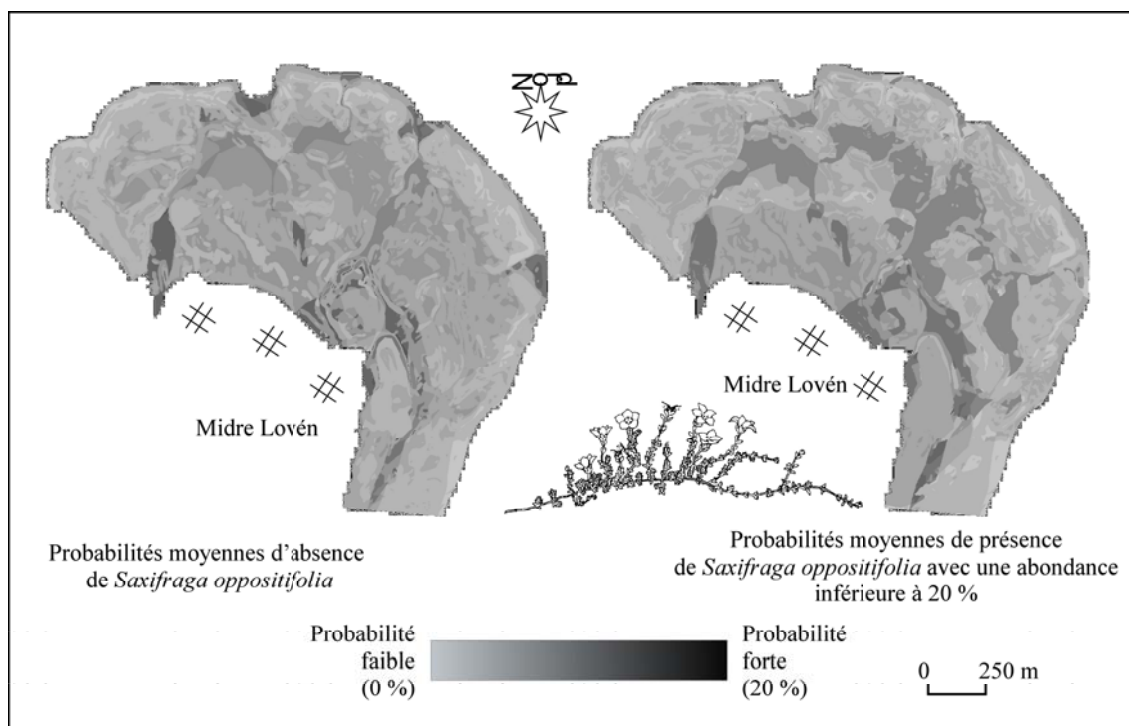 Nord
Midre Lovén
Midre Lovén
Probabilités moyennes d'absence
de Saxifraga oppositifolia
Probabilités moyennes de présence
de Saxifraga oppositifolia avec une abondance
inférieure à 20 %
Probabilité
faible
(0 %)
Probabilité
forte
(20 %)
0 250 m